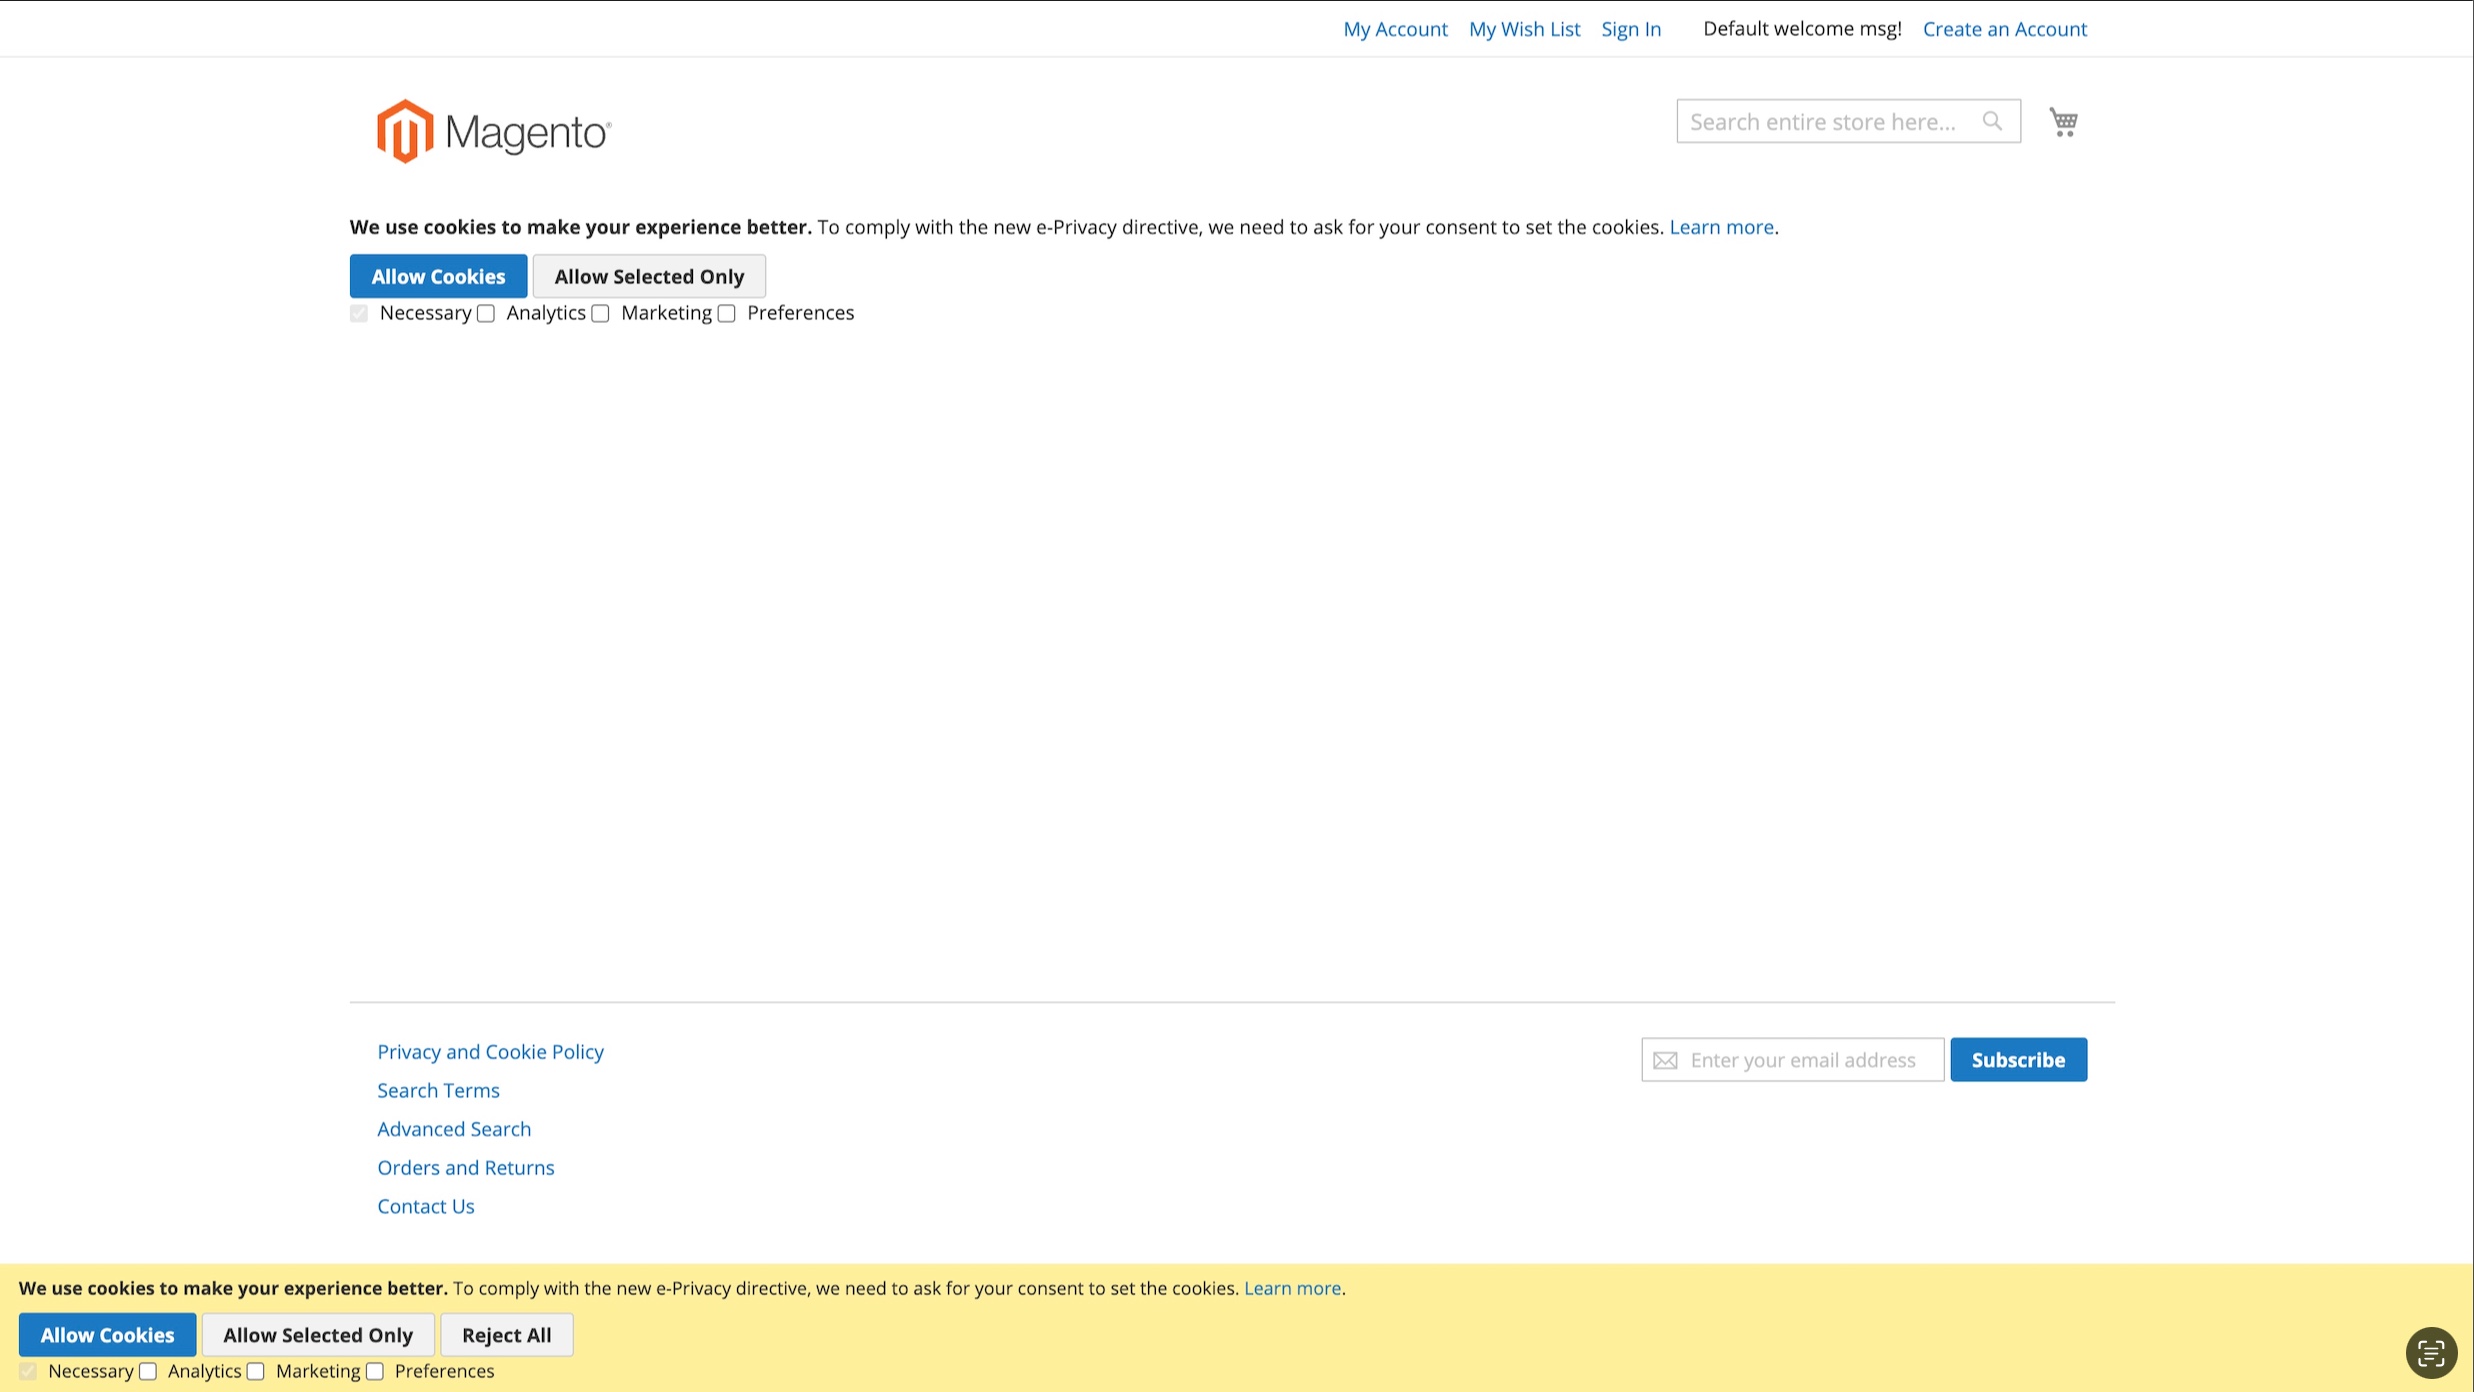 My Account My Wish List Sign In Default welcome msg! Create an Account
Magento
Search entire store here...
We use cookies to make your experience better. To comply with the new e-Privacy directive, we need to ask for your consent to set the cookies. Learn more.
Allow Cookies Allow Selected Only
Necessary Analytics Marketing Preferences
Privacy and Cookie Policy
Enter your email address Subscribe
Search Terms
Advanced Search
Orders and Returns
Contact Us
We use cookies to make your experience better. To comply with the new e-Privacy directive, we need to ask for your consent to set the cookies. Learn more.
Allow Cookies Allow Selected Only Reject All
Necessary Analytics Marketing Preferences